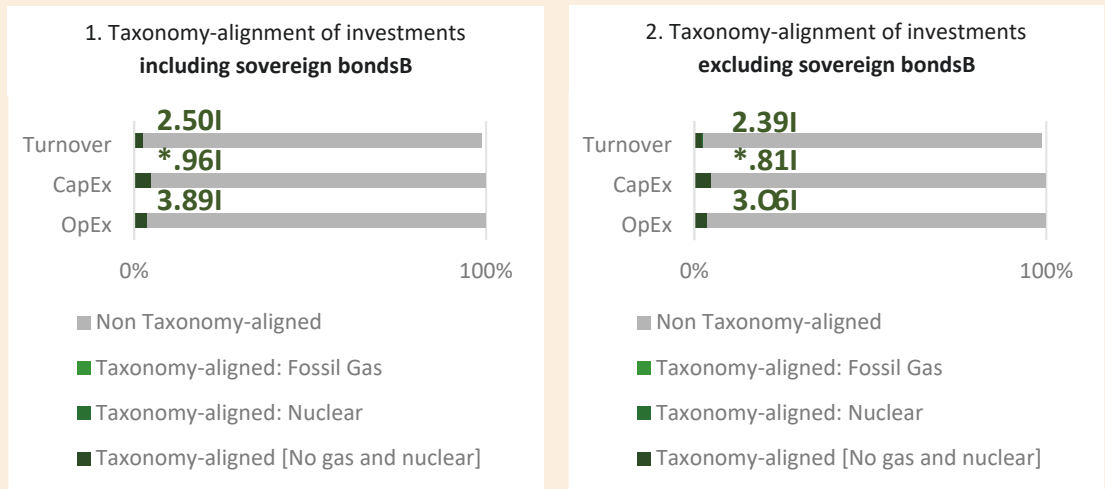 1. Taxonomy-alignment of investments
including sovereign bondsB
2.50I
Turnover
*.96I
CapEx
3.89I
OpEx
0%
100%
Non Taxonomy-aligned
Taxonomy-aligned: Fossil Gas
Taxonomy-aligned: Nuclear
Taxonomy-aligned [No gas and nuclear]
2. Taxonomy-alignment of investments
excluding sovereign bondsB
2.39I
Turnover
*.81I
CapEx
3.O6I
OpEx
0%
100%
Non Taxonomy-aligned
Taxonomy-aligned: Fossil Gas
Taxonomy-aligned: Nuclear
Taxonomy-aligned [No gas and nuclear]